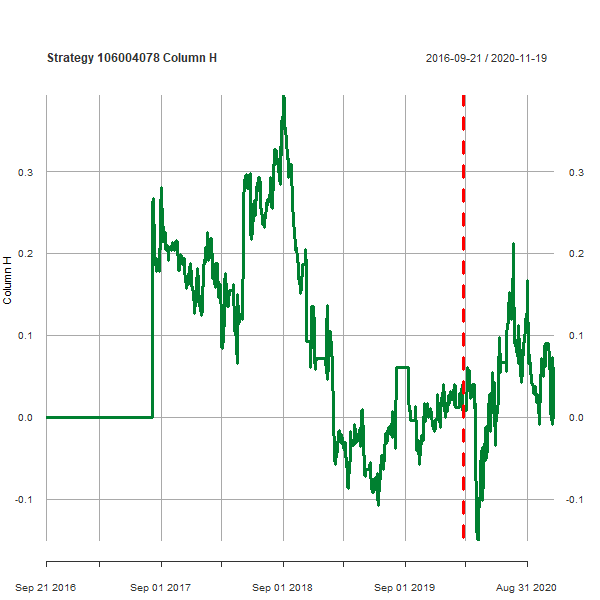 Strategy 106004078 Column H
2016-09-21 / 2020-11-19
0.3
0.3
0.2
0.2
Column H
0.1
0.1
0.0
0.0
-0.1
-0.1
Sep 21 2016
Sep 01 2017
Sep 01 2018
Sep 01 2019
Aug 31 2020